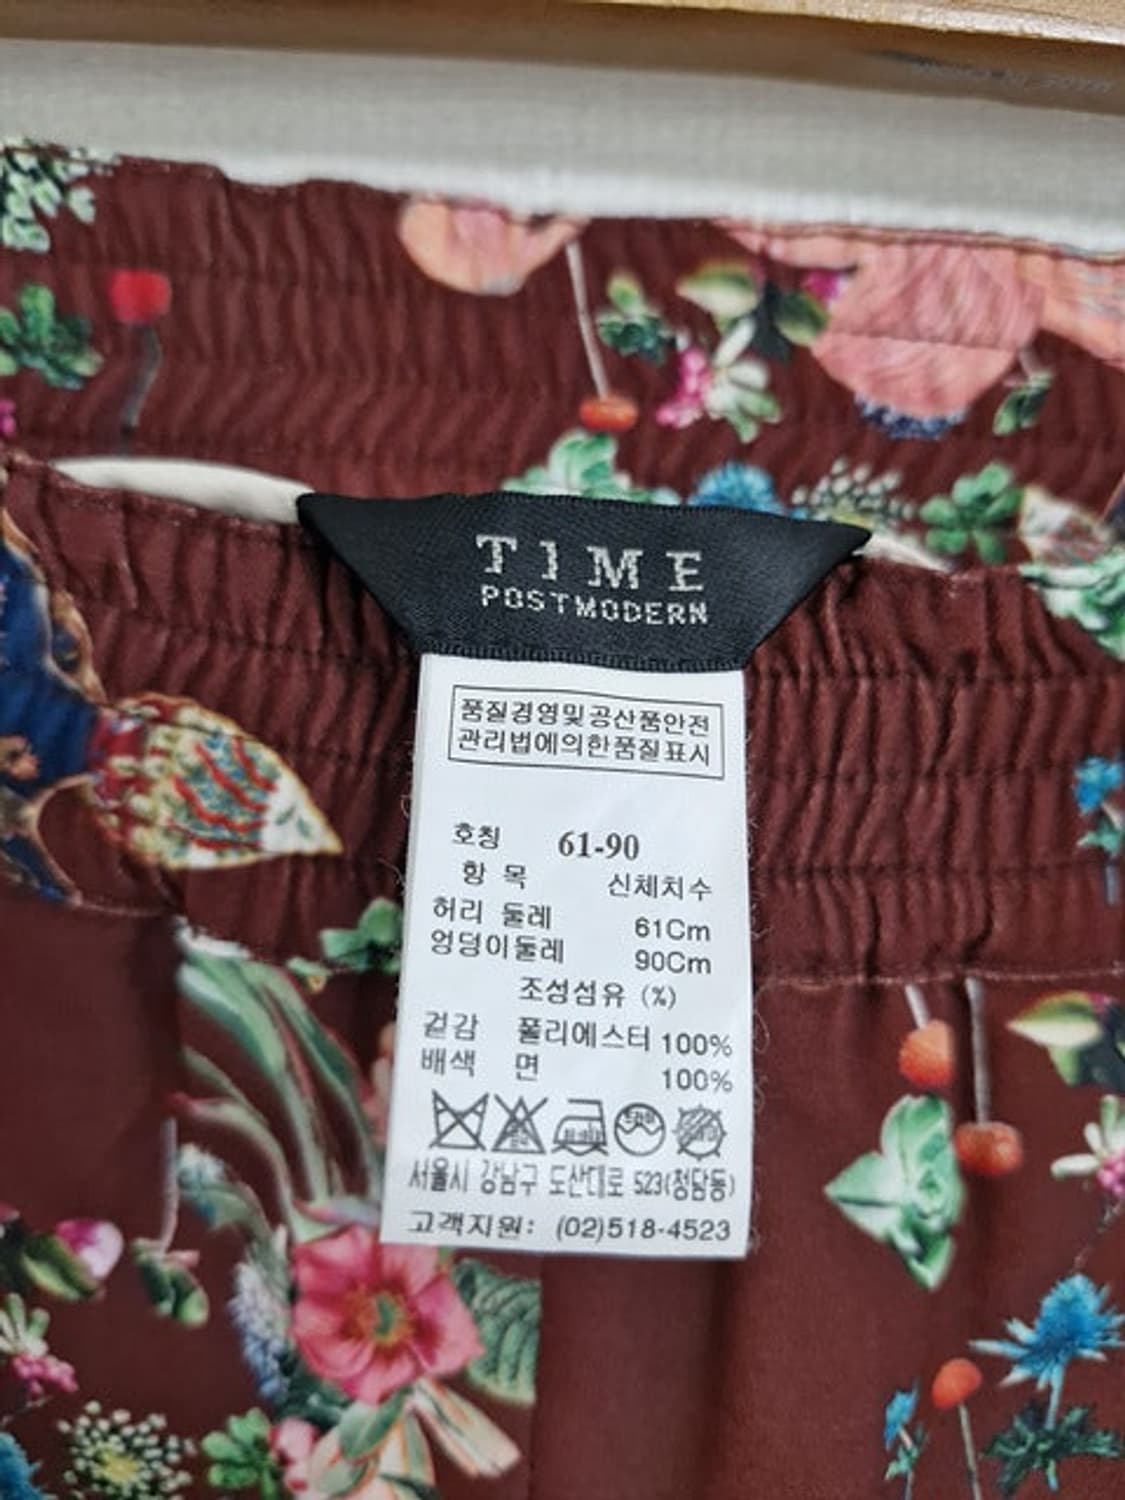 TIME
POSTMODERN
품질경영및공산품안전
관리법에의한품질표시
호칭 61-90
항 목 신체치수
허리 둘레 61Cm
엉덩이둘레 90Cm
조성섬유 (%)
겉감 폴리에스터 100%
배색 면 100%
서울시 강남구 도산대로 523(청담동)
고객지원: (02)518-4523